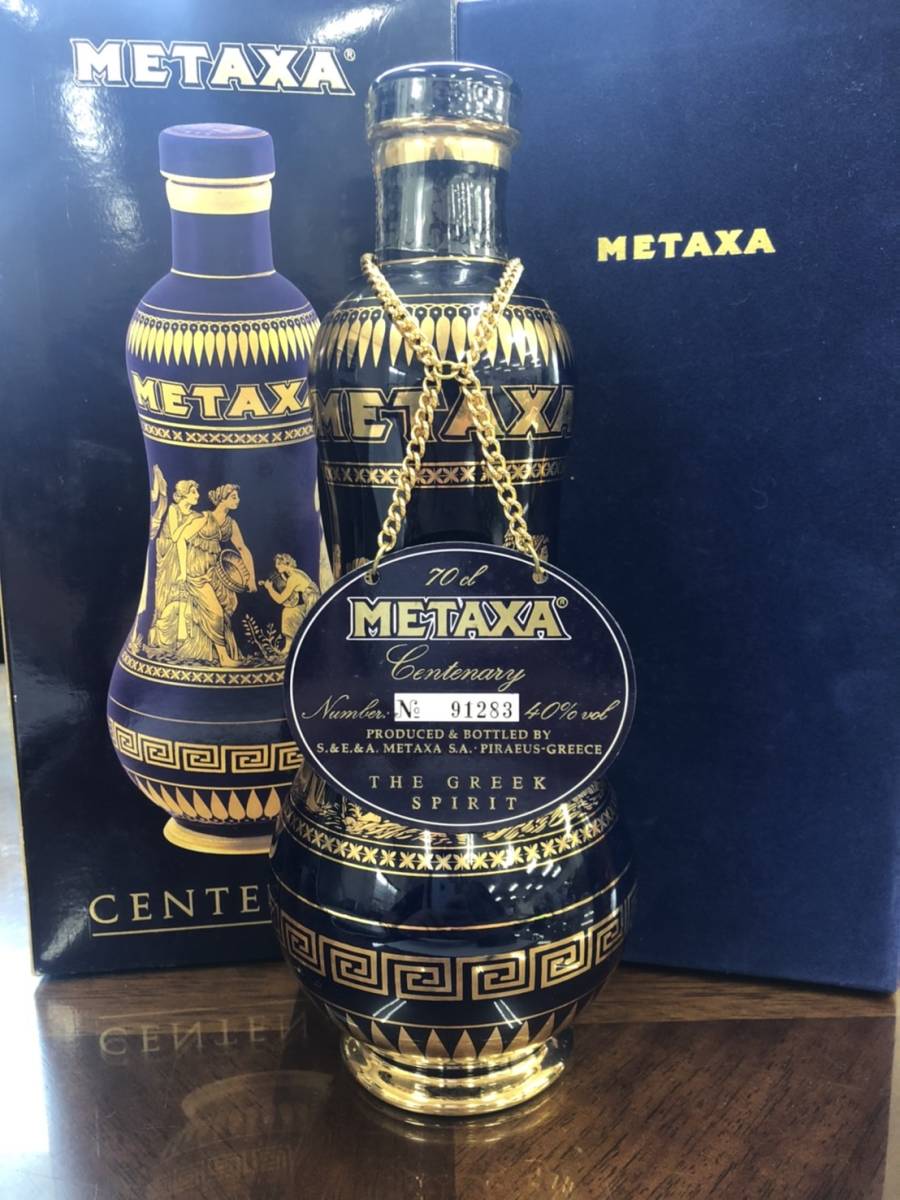 METAXA®
METAXA
METAXA
CENTE
METAXA
70 cl
METAXA®
Centenary
Number: № 91283 40% vol
PRODUCED & BOTTLED BY
S.&E.&A. METAXA S.A.·PIRAEUS-GREECE
THE GREEK
SPIRIT